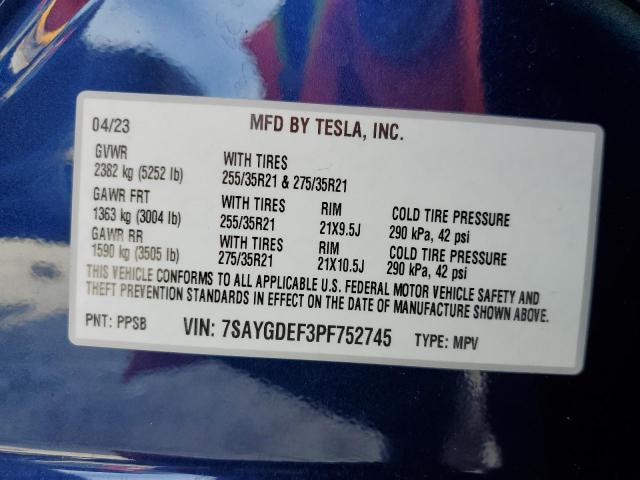 04/23 MFD BY TESLA, INC.
GVWR WITH TIRES
2382 kg (5252 lb) 255/35R21 & 275/35R21
GAWR FRT WITH TIRES RIM COLD TIRE PRESSURE
1363 kg (3004 lb) 255/35R21 21X9.5J 290 kPa, 42 psi
GAWR RR WITH TIRES RIM COLD TIRE PRESSURE
1590 kg (3505 lb) 275/35R21 21X10.5J 290 kPa, 42 psi
THIS VEHICLE CONFORMS TO ALL APPLICABLE U.S. FEDERAL MOTOR VEHICLE SAFETY AND
THEFT PREVENTION STANDARDS IN EFFECT ON THE DATE OF MANUFACTURE SHOWN ABOVE.
PNT: PPSB VIN: 7SAYGDEF3PF752745 TYPE: MPV